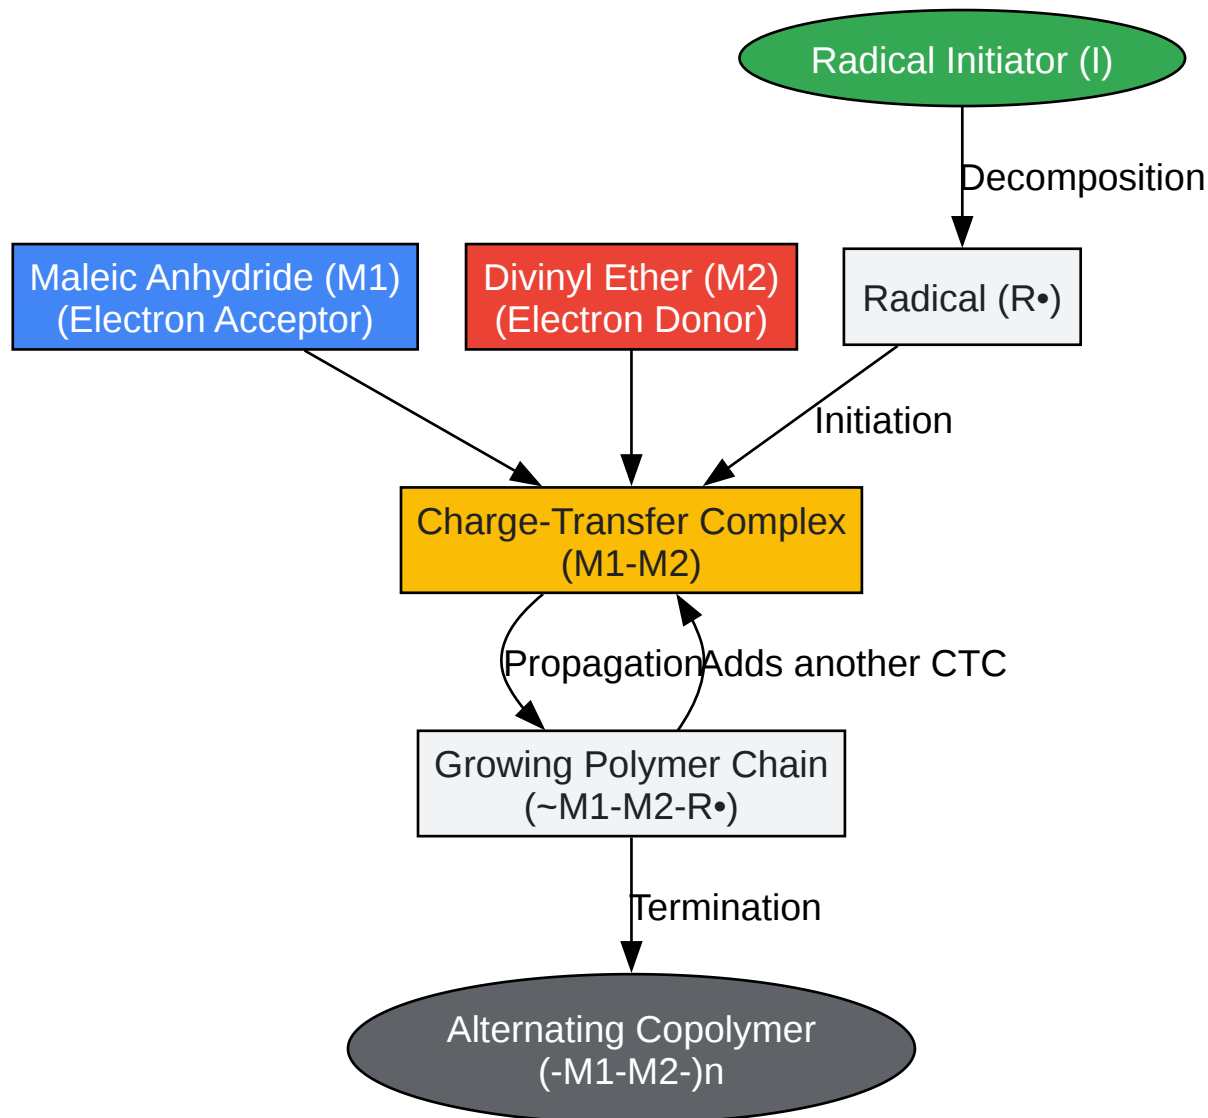 Radical Initiator (I)
Decomposition
Maleic Anhydride (M1)
(Electron Acceptor)
Divinyl Ether (M2)
(Electron Donor)
Radical (R•)
Initiation
Charge-Transfer Complex
(M1-M2)
Propagation
Adds another CTC
Growing Polymer Chain
(~M1-M2-R•)
Termination
Alternating Copolymer
(-M1-M2-)n